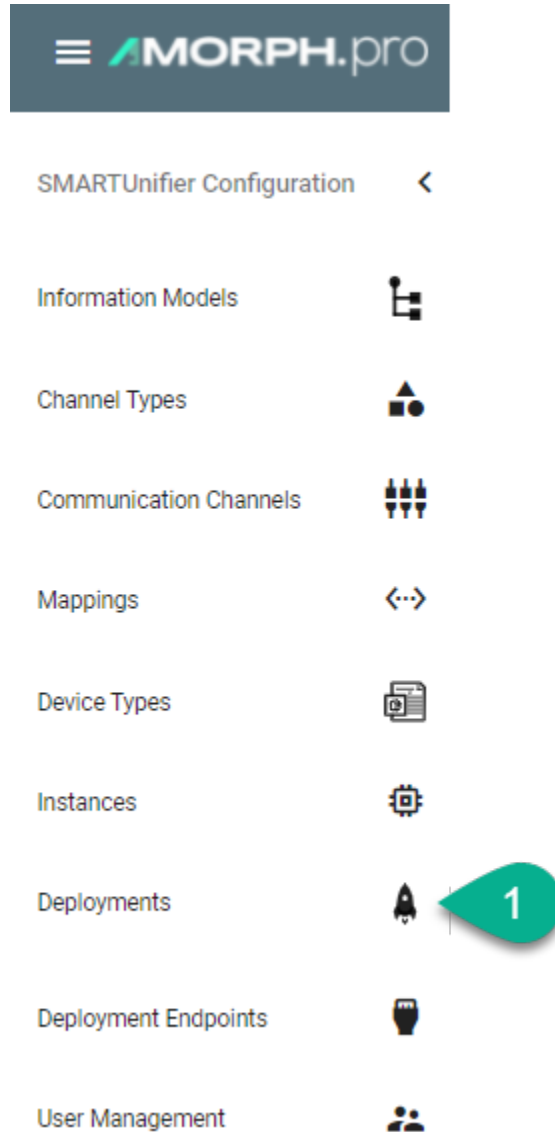 AMORPH.pro
SMARTUnifier Configuration
Information Models
Channel Types
Communication Channels
Mappings
Device Types
Instances
Deployments
1
Deployment Endpoints
User Management